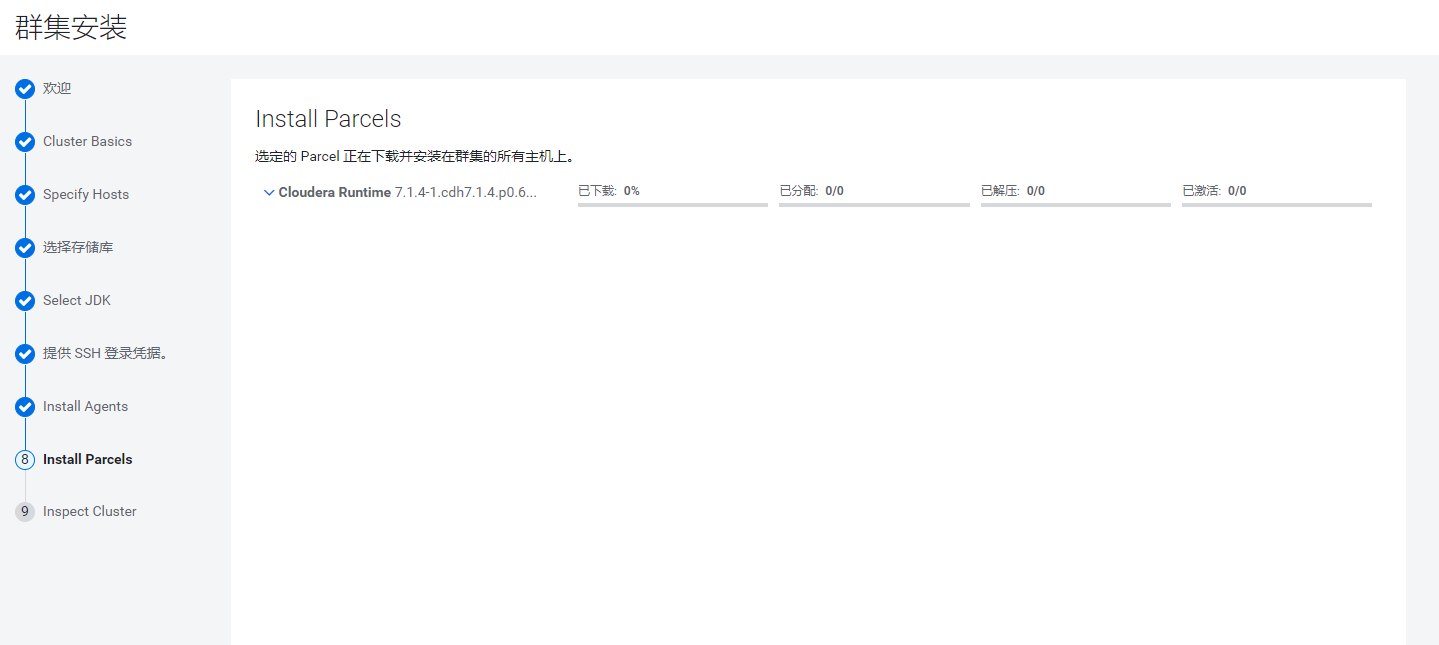 群集安装
欢迎
Cluster Basics
Specify Hosts
选择存储库
Select JDK
提供 SSH 登录凭据。
Install Agents
8 Install Parcels
9 Inspect Cluster
Install Parcels
选定的 Parcel 正在下载并安装在群集的所有主机上。
Cloudera Runtime 7.1.4-1.cdh7.1.4.p0.6... 已下载: 0% 已分配: 0/0 已解压: 0/0 已激活: 0/0